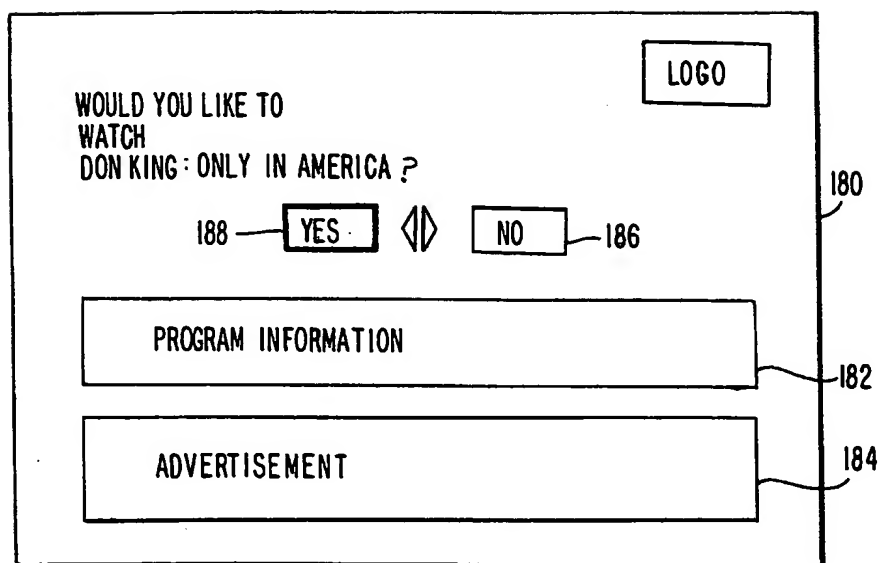 LOGO
WOULD YOU LIKE TO
WATCH
DON KING: ONLY IN AMERICA?
180
188 YES NO 186
PROGRAM INFORMATION
182
ADVERTISEMENT
184